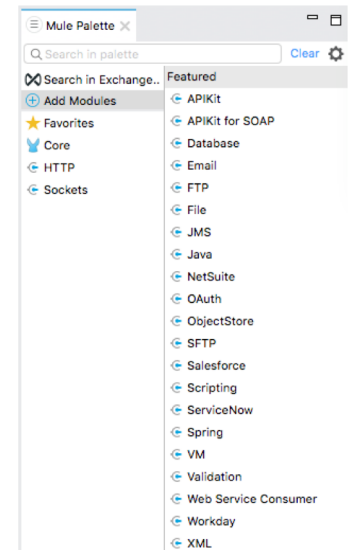 Mule Palette
Search in palette
Clear
Search in Exchange..
Add Modules
Favorites
Core
HTTP
Sockets
Featured
APIKit
APIKit for SOAP
Database
Email
FTP
File
JMS
Java
NetSuite
OAuth
ObjectStore
SFTP
Salesforce
Scripting
ServiceNow
Spring
VM
Validation
Web Service Consumer
Workday
XML